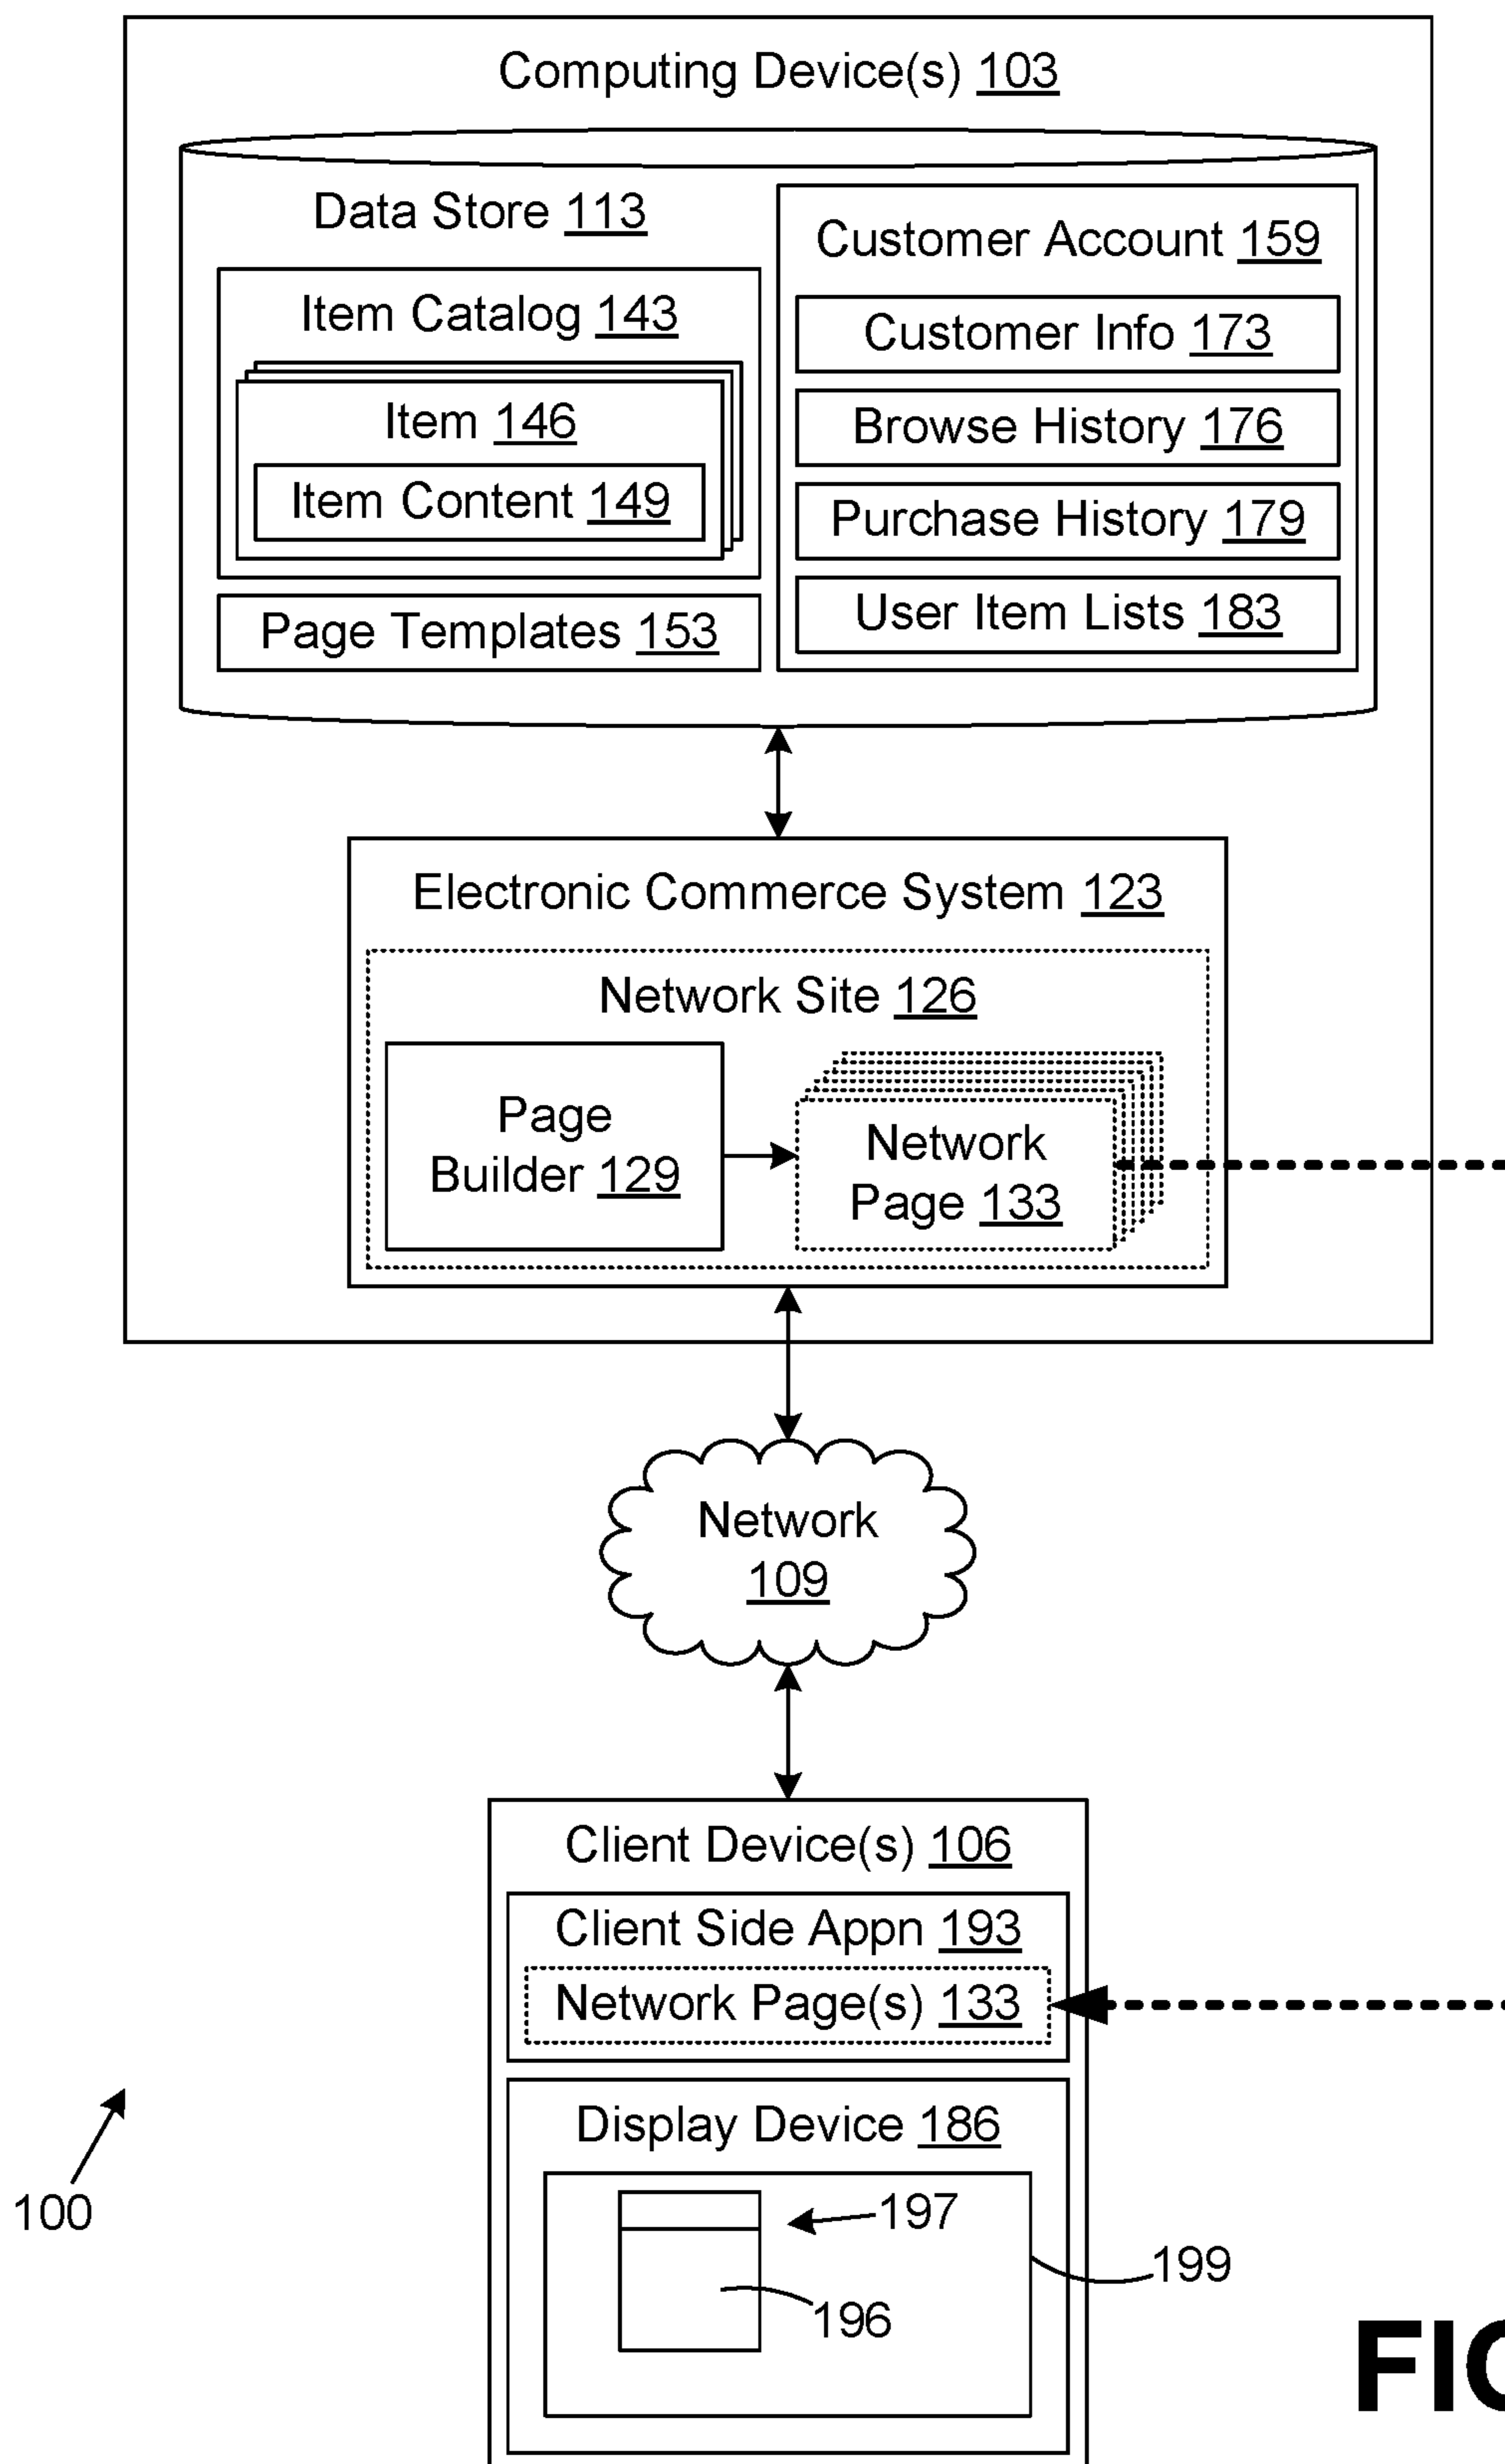 Computing Device(s) 103
Data Store 113
Item Catalog 143
Item 146
Item Content 149
Page Templates 153
Customer Account 159
Customer Info 173
Browse History 176
Purchase History 179
User Item Lists 183
Electronic Commerce System 123
Network Site 126
Page
Builder 129
Network
Page 133
Network
109
Client Device(s) 106
Client Side Appn 193
Network Page(s) 133
Display Device 186
197
199
196
100